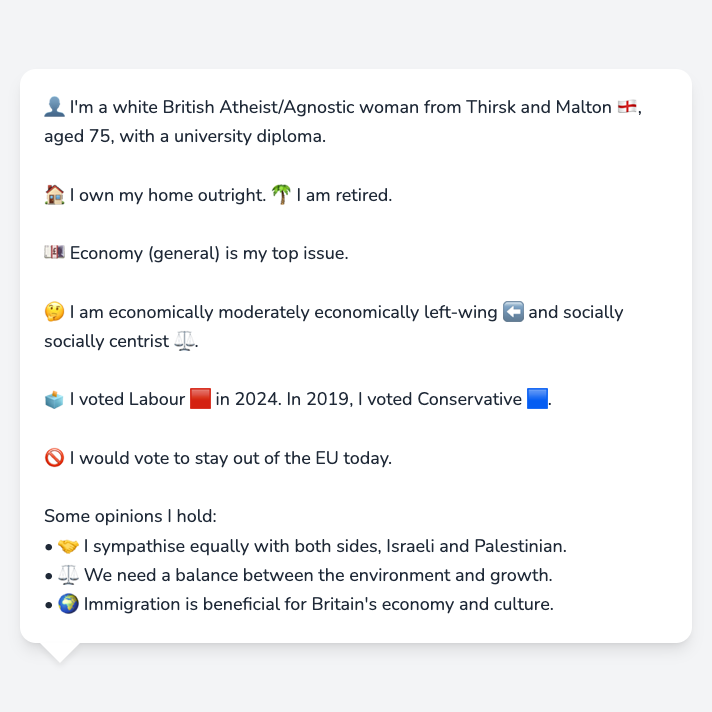 👤 I'm a white British Atheist/Agnostic woman from Thirsk and Malton 🏴󠁧󠁢󠁥󠁮󠁧󠁿,
aged 75, with a university diploma.
🏠 I own my home outright. 🌴 I am retired.
💷 Economy (general) is my top issue.
🤔 I am economically moderately economically left-wing ⬅️ and socially
socially centrist ⚖️.
🗳️ I voted Labour 🟥 in 2024. In 2019, I voted Conservative 🟦.
🚫 I would vote to stay out of the EU today.
Some opinions I hold:
• 🤝 I sympathise equally with both sides, Israeli and Palestinian.
• ⚖️ We need a balance between the environment and growth.
• 🌍 Immigration is beneficial for Britain's economy and culture.